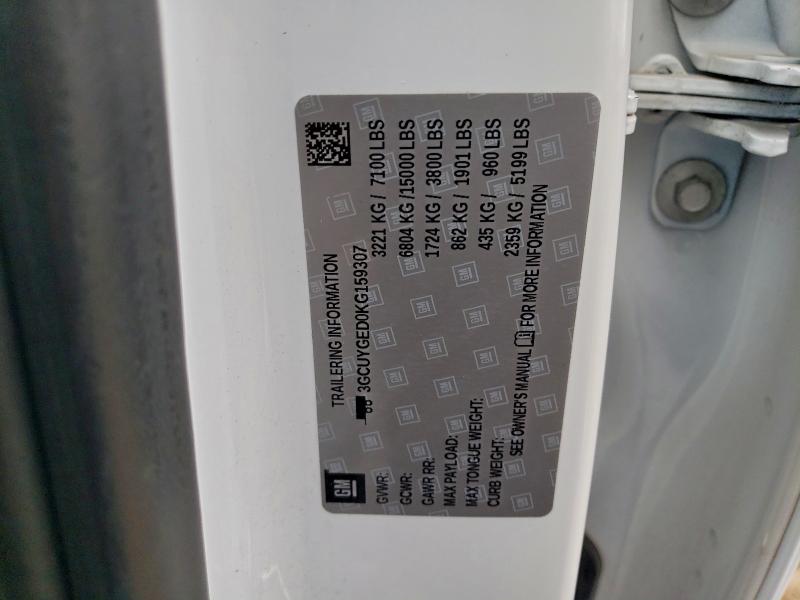 TRAILERING INFORMATION
3GCUYGED0KG159307
GVWR: 3221 KG / 7100 LBS
GCWR: 6804 KG /15000 LBS
GAWR RR: 1724 KG / 3800 LBS
MAX PAYLOAD: 862 KG / 1901 LBS
MAX TONGUE WEIGHT: 435 KG / 960 LBS
CURB WEIGHT: 2359 KG / 5199 LBS
SEE OWNER'S MANUAL FOR MORE INFORMATION
GM